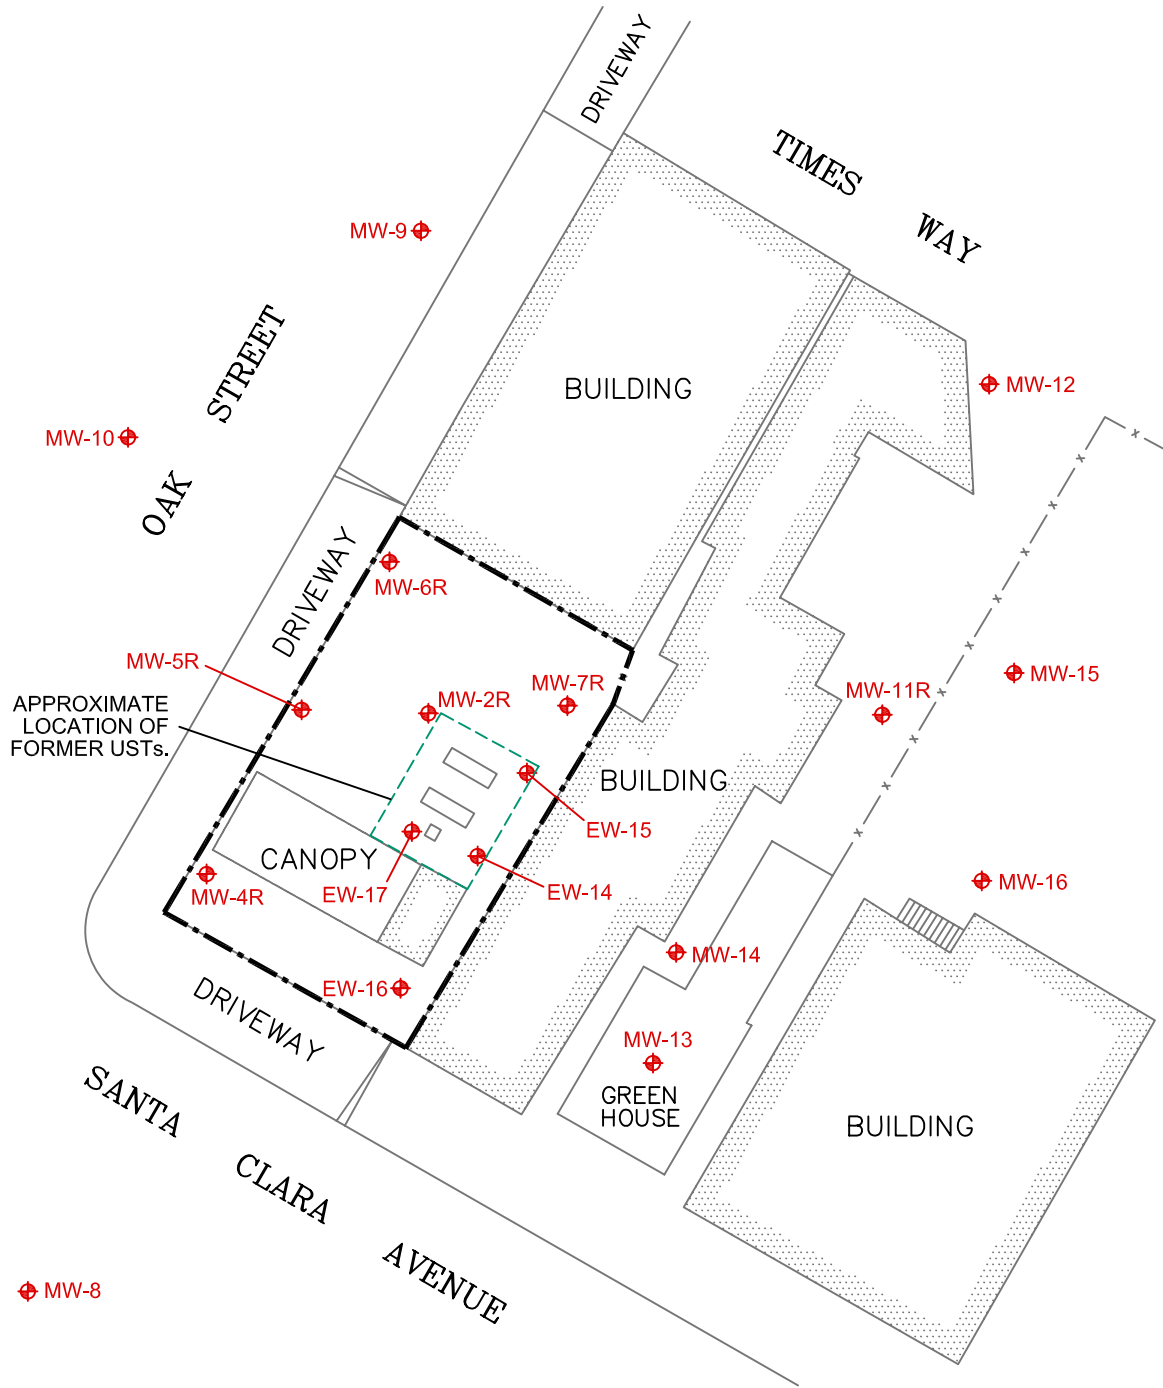 DRIVEWAY
TIMES
WAY
MW-9
STREET
OAK
BUILDING
MW-12
MW-10
DRIVEWAY
MW-6R
MW-5R
MW-7R
MW-2R
MW-15
MW-11R
APPROXIMATE
LOCATION OF
FORMER USTs.
BUILDING
EW-15
CANOPY
MW-4R
EW-17
EW-14
MW-16
MW-14
EW-16
DRIVEWAY
MW-13
GREEN
HOUSE
BUILDING
SANTA
CLARA
AVENUE
MW-8